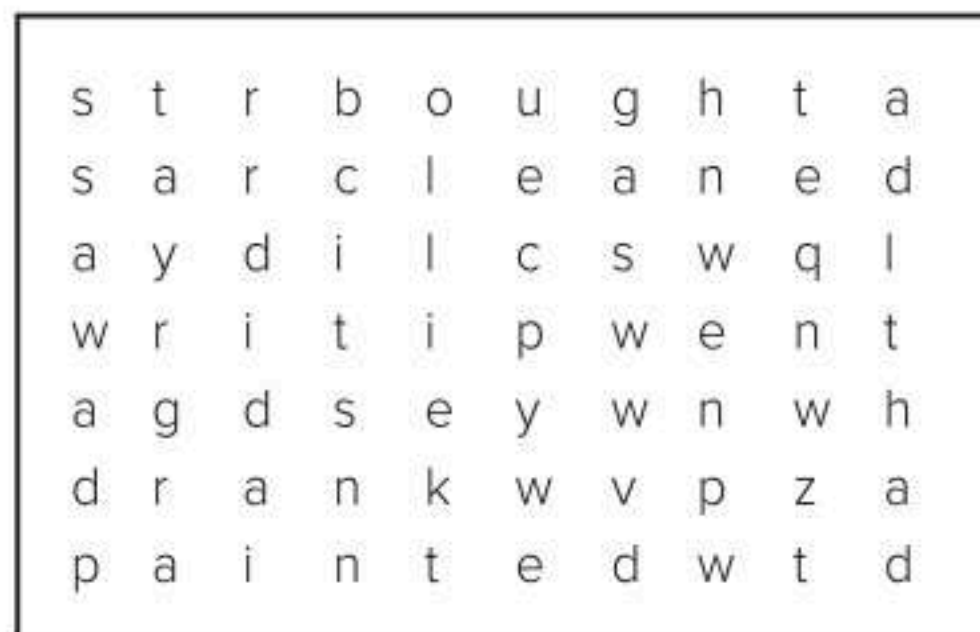 s t r b o u g h t a
s a r c l e a n e d
a y d i l c s w q l
w r i t i p w e n t
a g d s e y w n w h
d r a n k w v p z a
p a i n t e d w t d